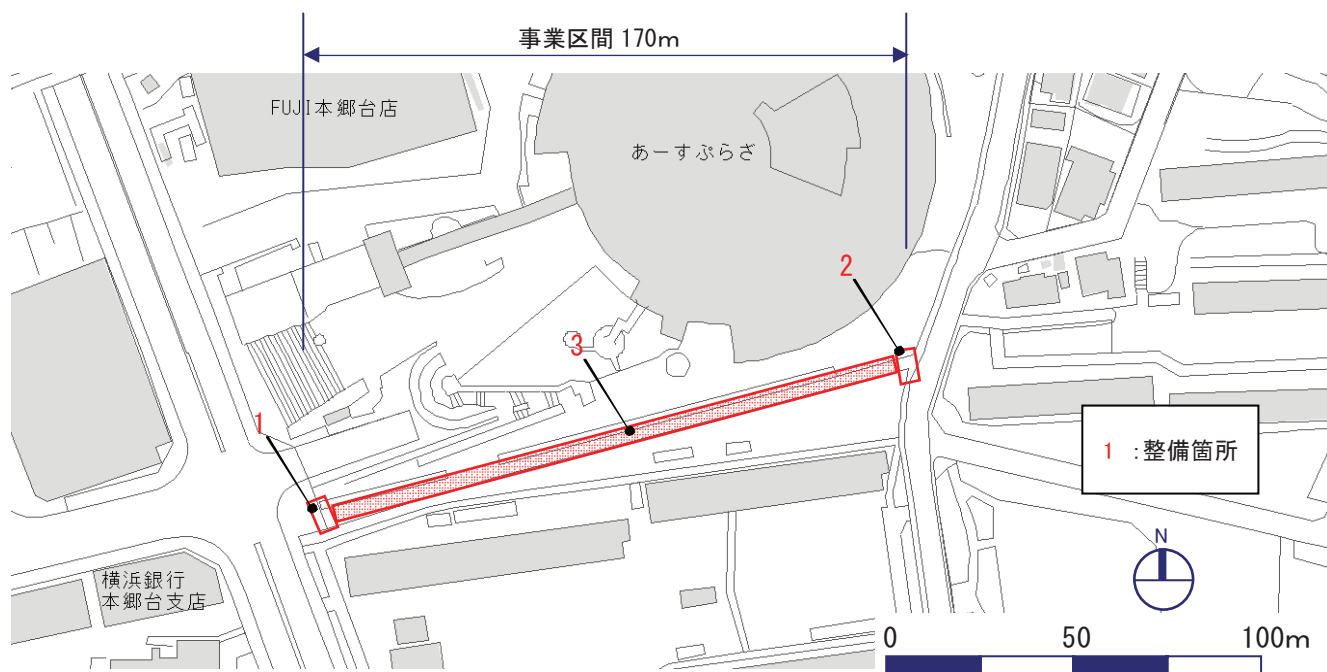 事業区間 170m
FUJI本郷台店
あーすぷらざ
2
3
1
1 :整備箇所
N
横浜銀行
本郷台支店
0 50 100m